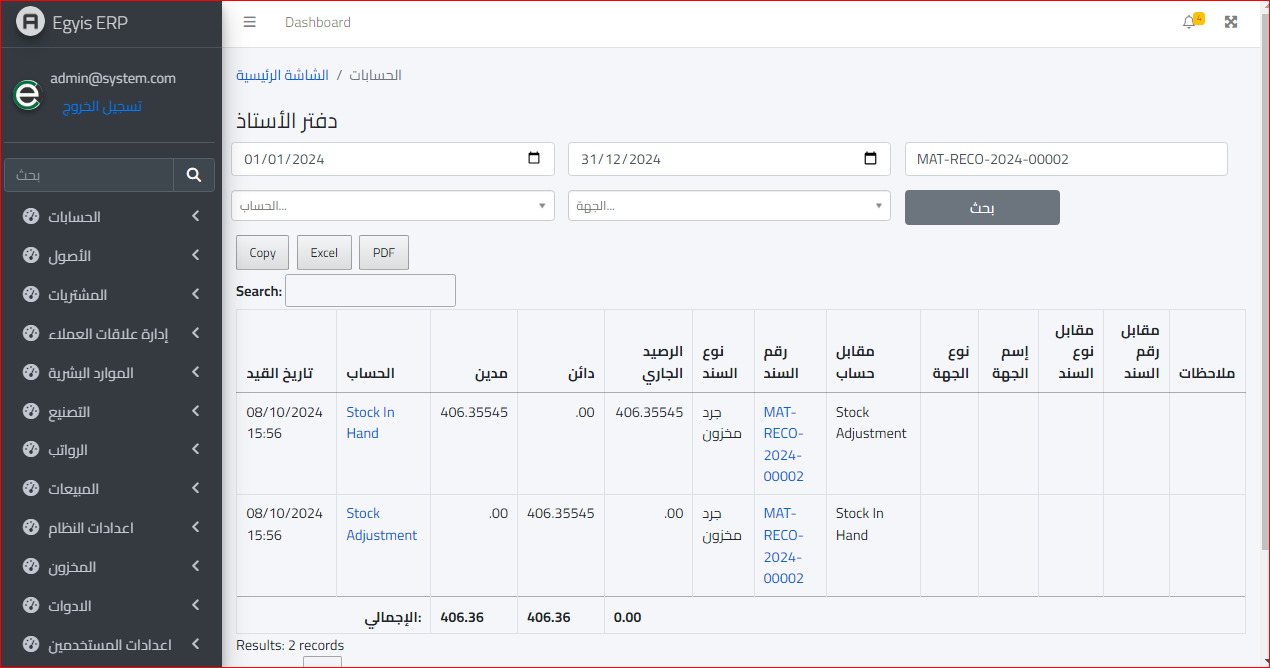 Egyis ERP
Dashboard
4
admin@system.com
تسجيل الخروج
بحث
الحسابات
الأصول
المشتريات
إدارة علاقات العملاء
الموارد البشرية
التصنيع
الرواتب
المبيعات
اعدادات النظام
المخزون
الادوات
اعدادات المستخدمين
الشاشة الرئيسية / الحسابات
دفتر الأستاذ
01/01/2024
31/12/2024
MAT-RECO-2024-00002
الحساب...
الجهة...
بحث
Copy
Excel
PDF
Search:
تاريخ القيد
الحساب
مدين
دائن
الرصيد
الجاري
نوع
السند
رقم
السند
مقابل
حساب
نوع
الجهة
إسم
الجهة
مقابل
نوع
السند
مقابل
رقم
السند
ملاحظات
08/10/2024
15:56
Stock In
Hand
406.35545
.00
406.35545
جرد
مخزون
MAT-
RECO-
2024-
00002
Stock
Adjustment
08/10/2024
15:56
Stock
Adjustment
.00
406.35545
.00
جرد
مخزون
MAT-
RECO-
2024-
00002
Stock In
Hand
الإجمالي:
406.36
406.36
0.00
Results: 2 records